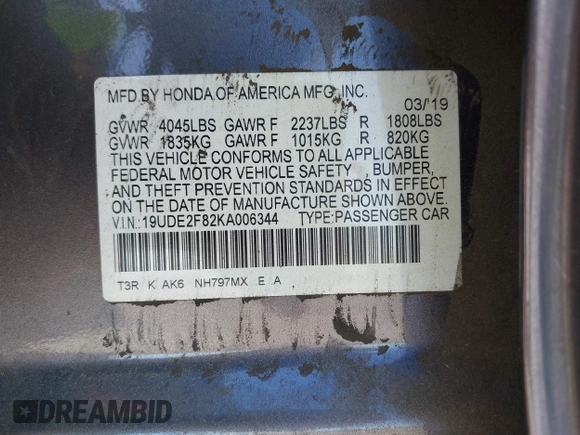 MFD.BY HONDA OF AMERICA MFG.,INC.
03/'19
GVWR 4045LBS GAWR F 2237LBS R 1808LBS
GVWR 1835KG GAWR F 1015KG R 820KG
THIS VEHICLE CONFORMS TO ALL APPLICABLE
FEDERAL MOTOR VEHICLE SAFETY , BUMPER,
AND THEFT PREVENTION STANDARDS IN EFFECT
ON THE DATE OF MANUFACTURE SHOWN ABOVE.
V.I.N.:19UDE2F82KA006344 TYPE:PASSENGER CAR
T3R K AK6 NH797MX E A
DREAMBID